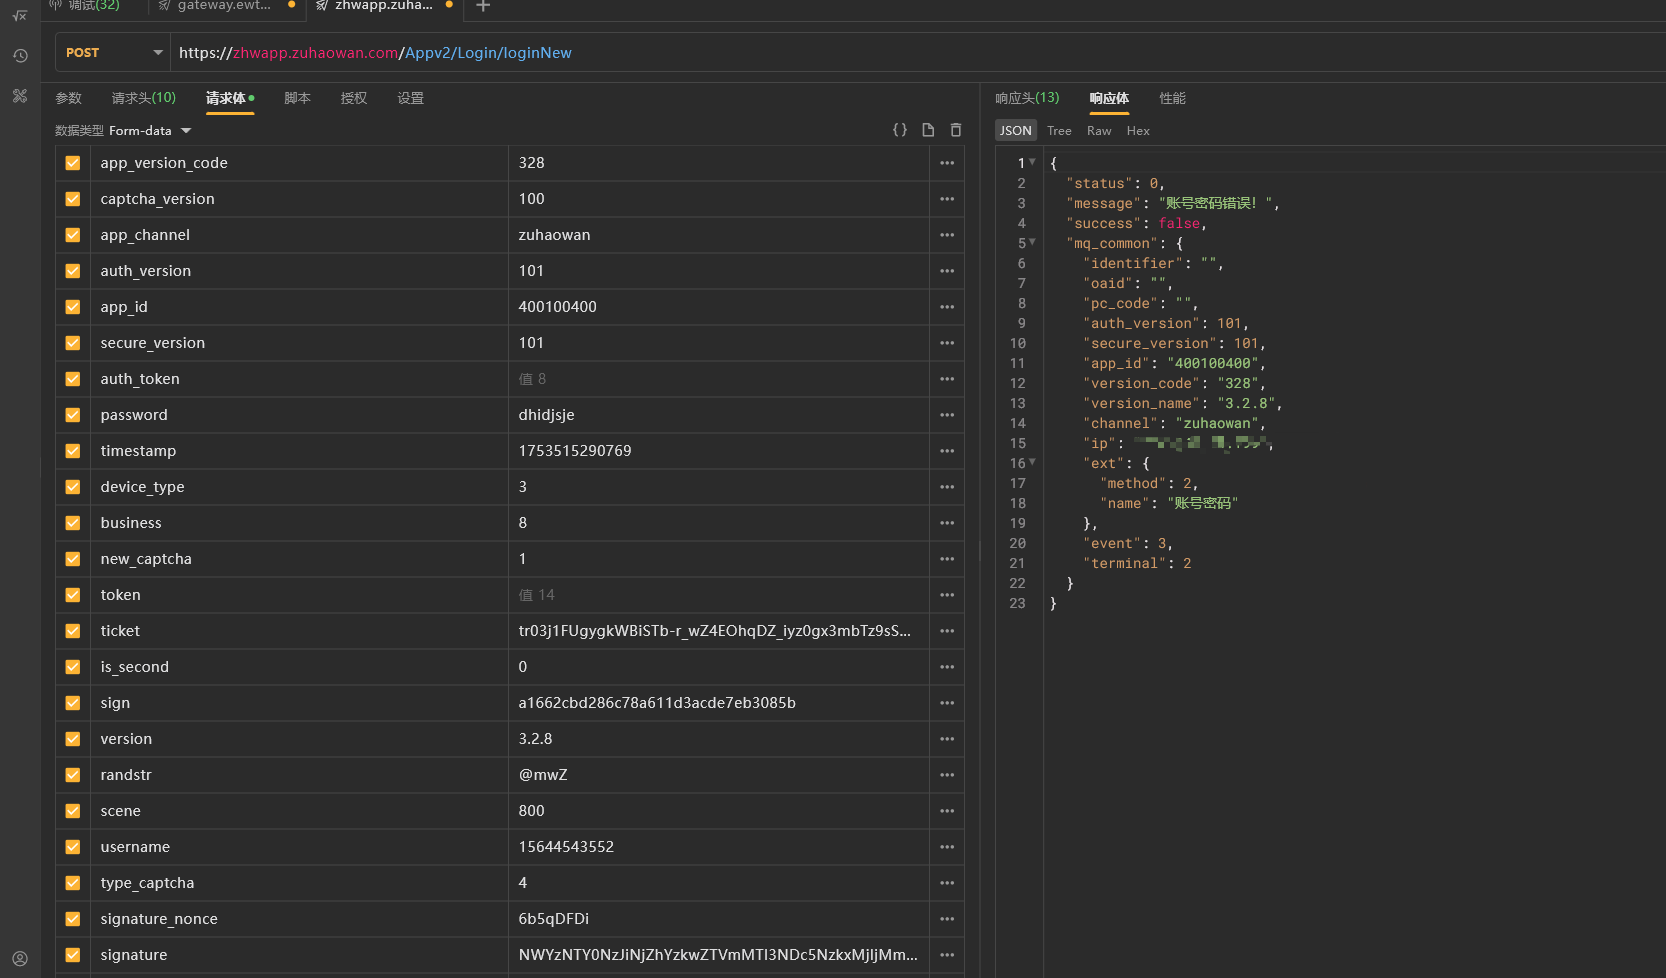 调试(32)
gateway.ewt...
zhwapp.zuha...
POST
https://zhwapp.zuhaowan.com/Appv2/Login/loginNew
参数
请求头(10)
请求体
脚本
授权
设置
数据类型 Form-data
app_version_code 328
captcha_version 100
app_channel zuhaowan
auth_version 101
app_id 400100400
secure_version 101
auth_token 值 8
password dhidjsje
timestamp 1753515290769
device_type 3
business 8
new_captcha 1
token 值 14
ticket tr03j1FUgygkWBiSTb-r_wZ4EOhqDZ_iyz0gx3mbTz9sS...
is_second 0
sign a1662cbd286c78a611d3acde7eb3085b
version 3.2.8
randstr @mwZ
scene 800
username 15644543552
type_captcha 4
signature_nonce 6b5qDFDi
signature NWYzNTY0NzJiNjZhYzkwZTVmMTI3NDc5NzkxMjljMm...
响应头(13)
响应体
性能
JSON Tree Raw Hex
1 {
2 "status": 0,
3 "message": "账号密码错误！",
4 "success": false,
5 "mq_common": {
6 "identifier": "",
7 "oaid": "",
8 "pc_code": "",
9 "auth_version": 101,
10 "secure_version": 101,
11 "app_id": "400100400",
12 "version_code": "328",
13 "version_name": "3.2.8",
14 "channel": "zuhaowan",
15 "ip":
16 "ext": {
17 "method": 2,
18 "name": "账号密码"
19 },
20 "event": 3,
21 "terminal": 2
22 }
23 }